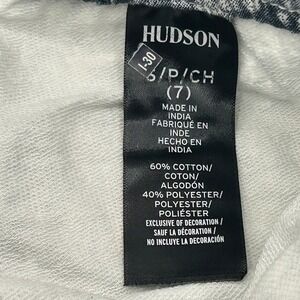 HUDSON
1-30
/P/CH
(7)
MADE IN
INDIA
FABRIQUÉ EN
INDE
HECHO EN
INDIA
60% COTTON/
COTON/
ALGODÓN
40% POLYESTER/
POLYESTER/
POLIÉSTER
EXCLUSIVE OF DECORATION /
SAUF LA DÉCORATION /
NO INCLUYE LA DECORACIÓN